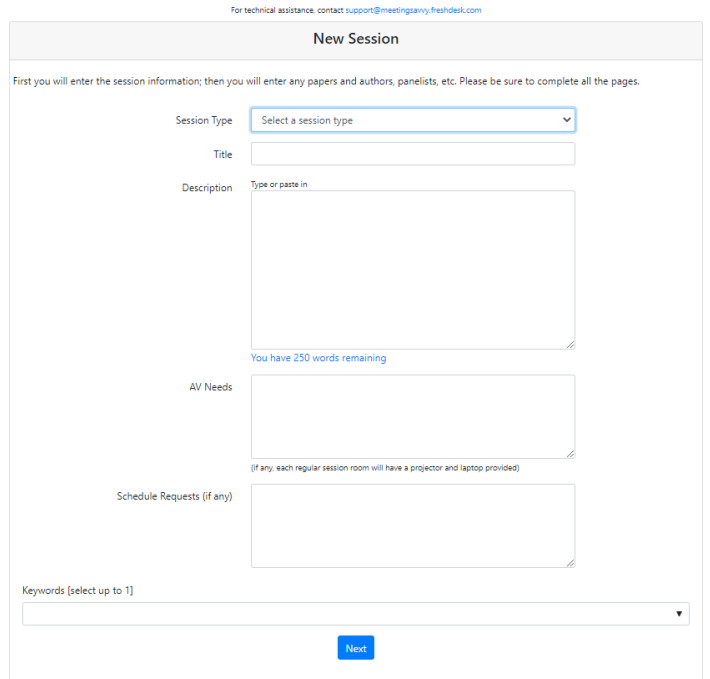 For technical assistance, contact support@meetingsavvy.freshdesk.com
New Session
First you will enter the session information; then you will enter any papers and authors, panelists, etc. Please be sure to complete all the pages.
Session Type
Select a session type
Title
Description
Type or paste in
You have 250 words remaining
AV Needs
(if any, each regular session room will have a projector and laptop provided)
Schedule Requests (if any)
Keywords [select up to 1]
Next